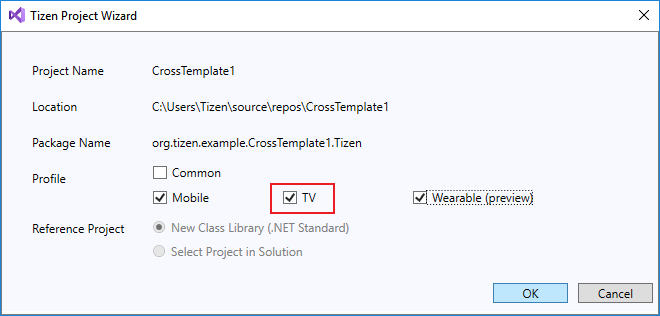 Tizen Project Wizard
Project Name CrossTemplate1
Location C:\Users\Tizen\source\repos\CrossTemplate1
Package Name org.tizen.example.CrossTemplate1.Tizen
Profile Common
Mobile TV Wearable (preview)
Reference Project New Class Library (.NET Standard)
Select Project in Solution
OK Cancel